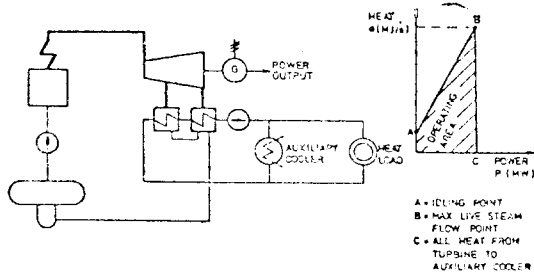 G
POWER
OUTPUT
AUXILIARY
COOLER
HEAT
LOAD
HEAT
B
A
OPERATING
AREA
C
POWER
P (MW)
A = IDLING POINT
B = MAX LIVE STEAM
FLOW POINT
C = ALL HEAT FROM
TURBINE TO
AUXILIARY COOLER